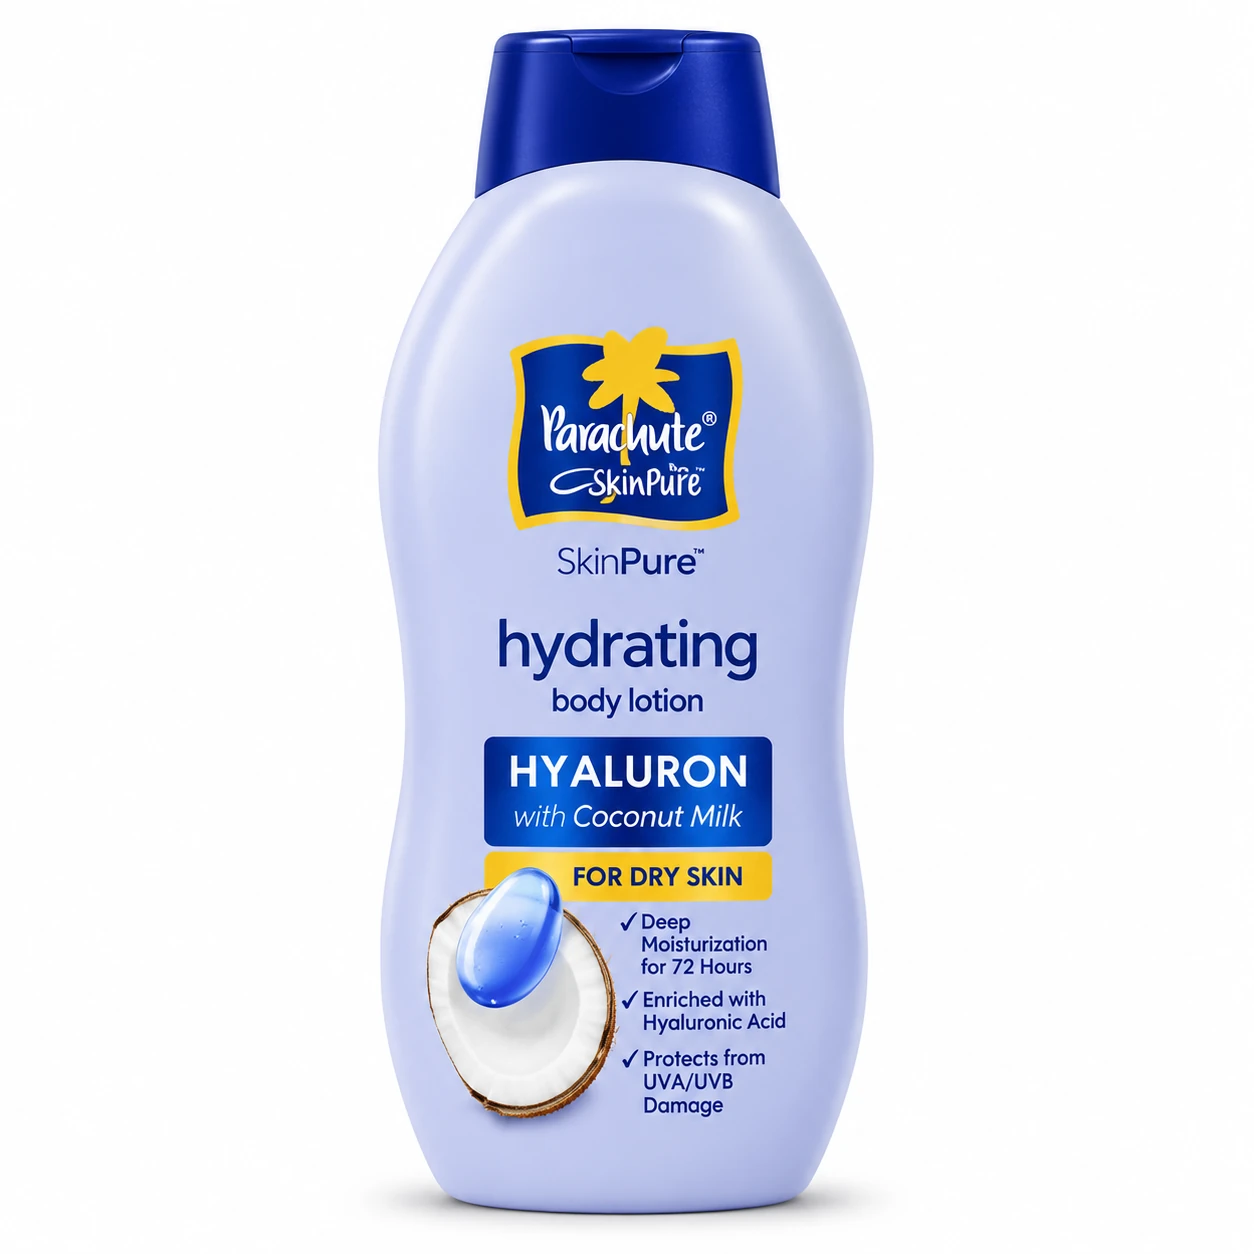 Parachute®
SkinPure™
SkinPure™
hydrating
body lotion
HYALURON
with Coconut Milk
FOR DRY SKIN
✓ Deep
Moisturization
for 72 Hours
✓ Enriched with
Hyaluronic Acid
✓ Protects from
UVA/UVB
Damage